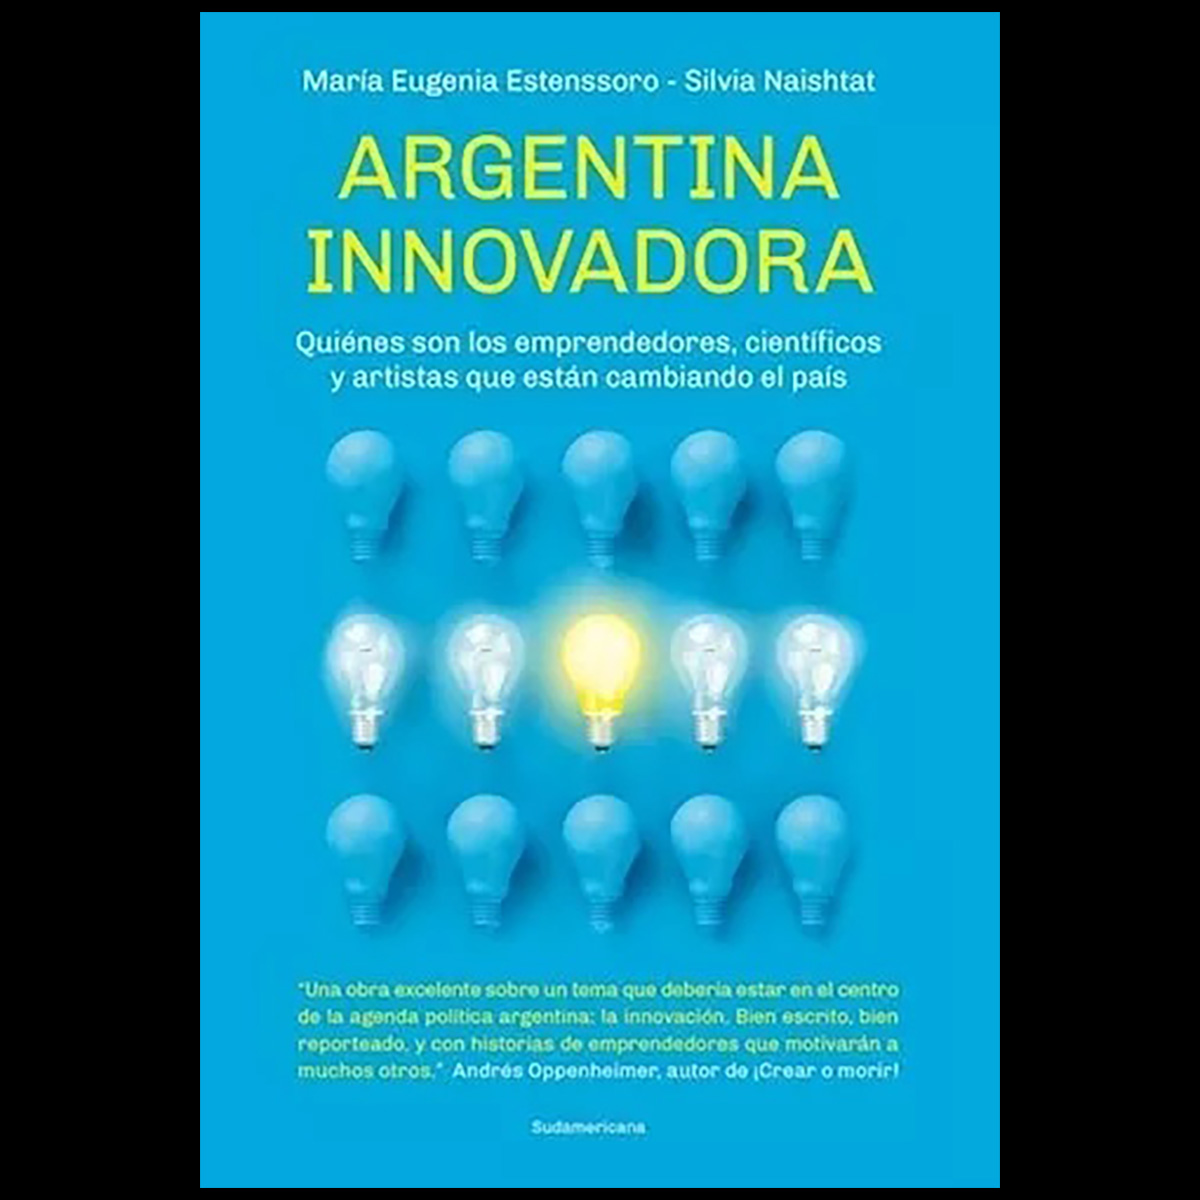 María Eugenia Estenssoro - Silvia Naishtat
ARGENTINA
INNOVADORA
Quiénes son los emprendedores, científicos
y artistas que están cambiando el país
"Una obra excelente sobre un tema que debería estar en el centro
de la agenda política argentina: la innovación. Bien escrito, bien
reporteado, y con historias de emprendedores que motivarán a
muchos otros." Andrés Oppenheimer, autor de ¡Crear o morir!
Sudamericana